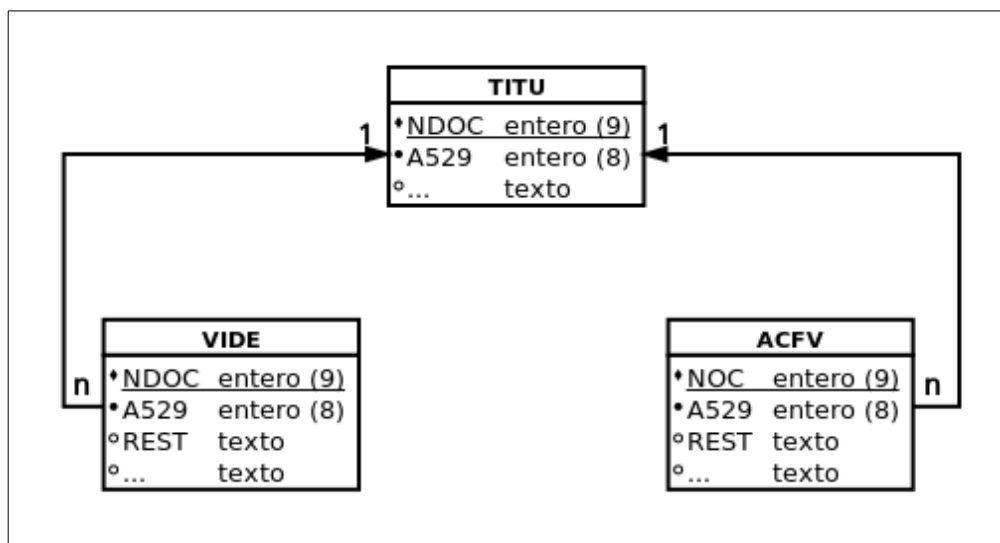 TITU
NDOC entero (9)
A529 entero (8)
... texto
1
1
VIDE
NDOC entero (9)
A529 entero (8)
REST texto
... texto
n
ACFV
NOC entero (9)
A529 entero (8)
REST texto
... texto
n